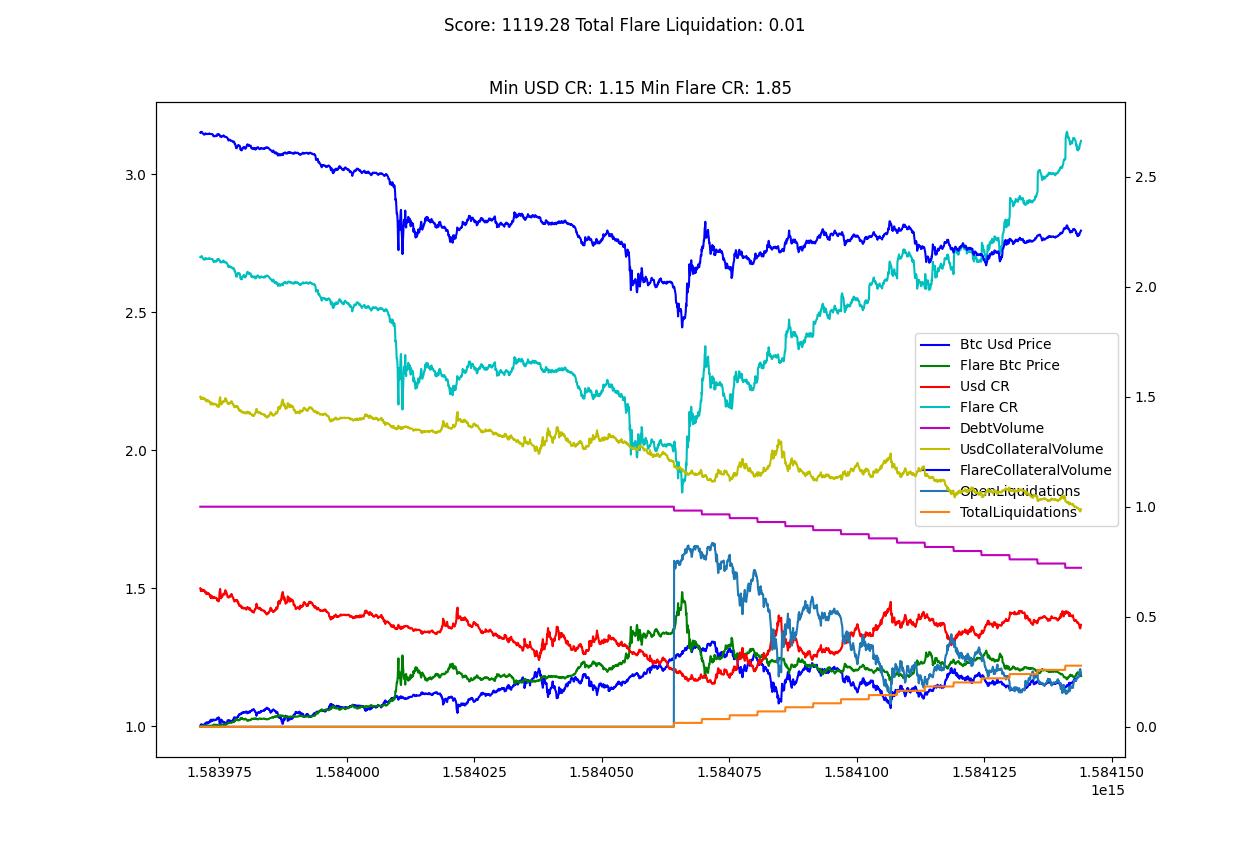 Score: 1119.28 Total Flare Liquidation: 0.01
Min USD CR: 1.15 Min Flare CR: 1.85
3.0
2.5
2.0
1.5
1.0
2.5
2.0
1.5
1.0
0.5
0.0
Btc Usd Price
Flare Btc Price
Usd CR
Flare CR
DebtVolume
UsdCollateralVolume
FlareCollateralVolume
OpenLiquidations
TotalLiquidations
1.583975 1.584000 1.584025 1.584050 1.584075 1.584100 1.584125 1.584150
1e15